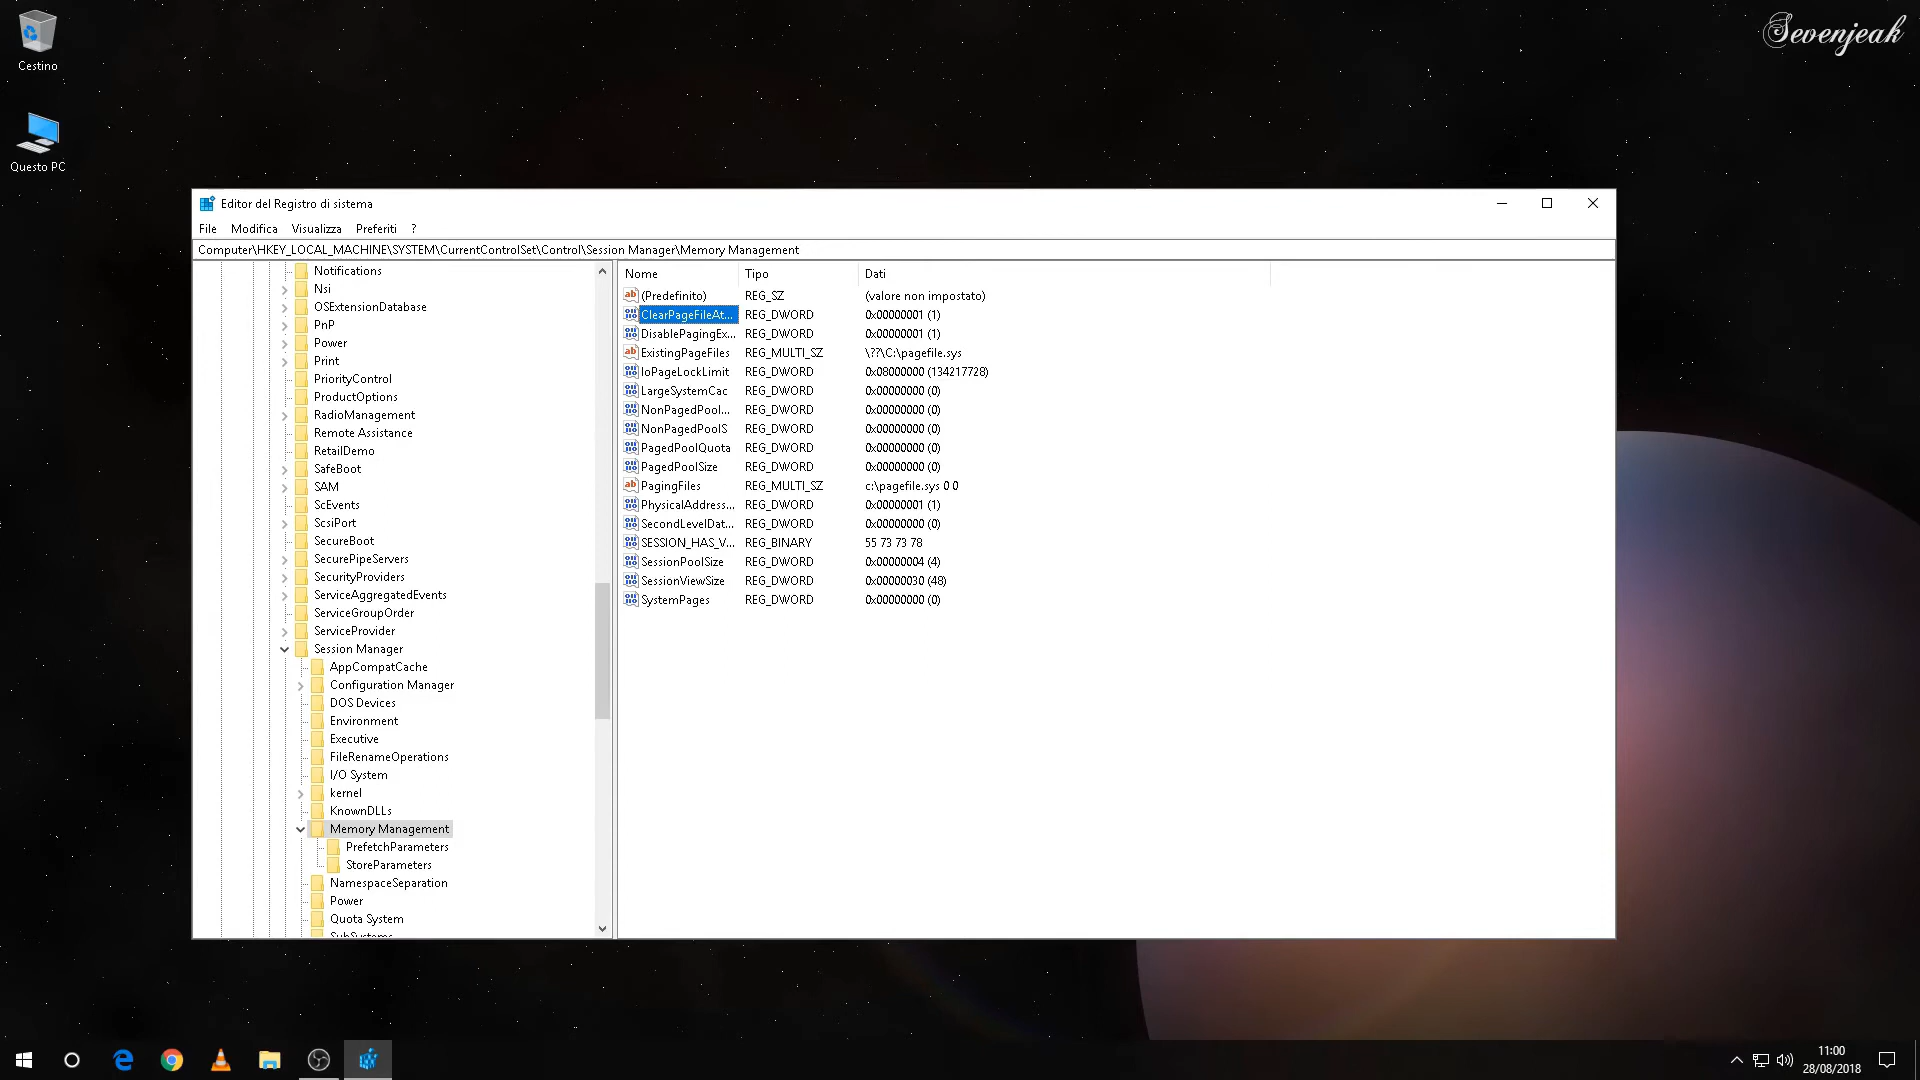 Sevenjeak
Cestino
Questo PC
Editor del Registro di sistema
File Modifica Visualizza Preferiti ?
Computer\HKEY_LOCAL_MACHINE\SYSTEM\CurrentControlSet\Control\Session Manager\Memory Management
Notifications
Nsi
OSExtensionDatabase
PnP
Power
Print
PriorityControl
ProductOptions
RadioManagement
Remote Assistance
RetailDemo
SafeBoot
SAM
ScEvents
ScsiPort
SecureBoot
SecurePipeServers
SecurityProviders
ServiceAggregatedEvents
ServiceGroupOrder
ServiceProvider
Session Manager
AppCompatCache
Configuration Manager
DOS Devices
Environment
Executive
FileRenameOperations
I/O System
kernel
KnownDLLs
Memory Management
PrefetchParameters
StoreParameters
NamespaceSeparation
Power
Quota System
SubSystems
Nome Tipo Dati
(Predefinito) REG_SZ (valore non impostato)
ClearPageFileAt... REG_DWORD 0x00000001 (1)
DisablePagingEx... REG_DWORD 0x00000001 (1)
ExistingPageFiles REG_MULTI_SZ \??\C:\pagefile.sys
IoPageLockLimit REG_DWORD 0x08000000 (134217728)
LargeSystemCac REG_DWORD 0x00000000 (0)
NonPagedPool... REG_DWORD 0x00000000 (0)
NonPagedPoolS REG_DWORD 0x00000000 (0)
PagedPoolQuota REG_DWORD 0x00000000 (0)
PagedPoolSize REG_DWORD 0x00000000 (0)
PagingFiles REG_MULTI_SZ c:\pagefile.sys 0 0
PhysicalAddress... REG_DWORD 0x00000001 (1)
SecondLevelDat... REG_DWORD 0x00000000 (0)
SESSION_HAS_V... REG_BINARY 55 73 73 78
SessionPoolSize REG_DWORD 0x00000004 (4)
SessionViewSize REG_DWORD 0x00000030 (48)
SystemPages REG_DWORD 0x00000000 (0)
11:00
28/08/2018